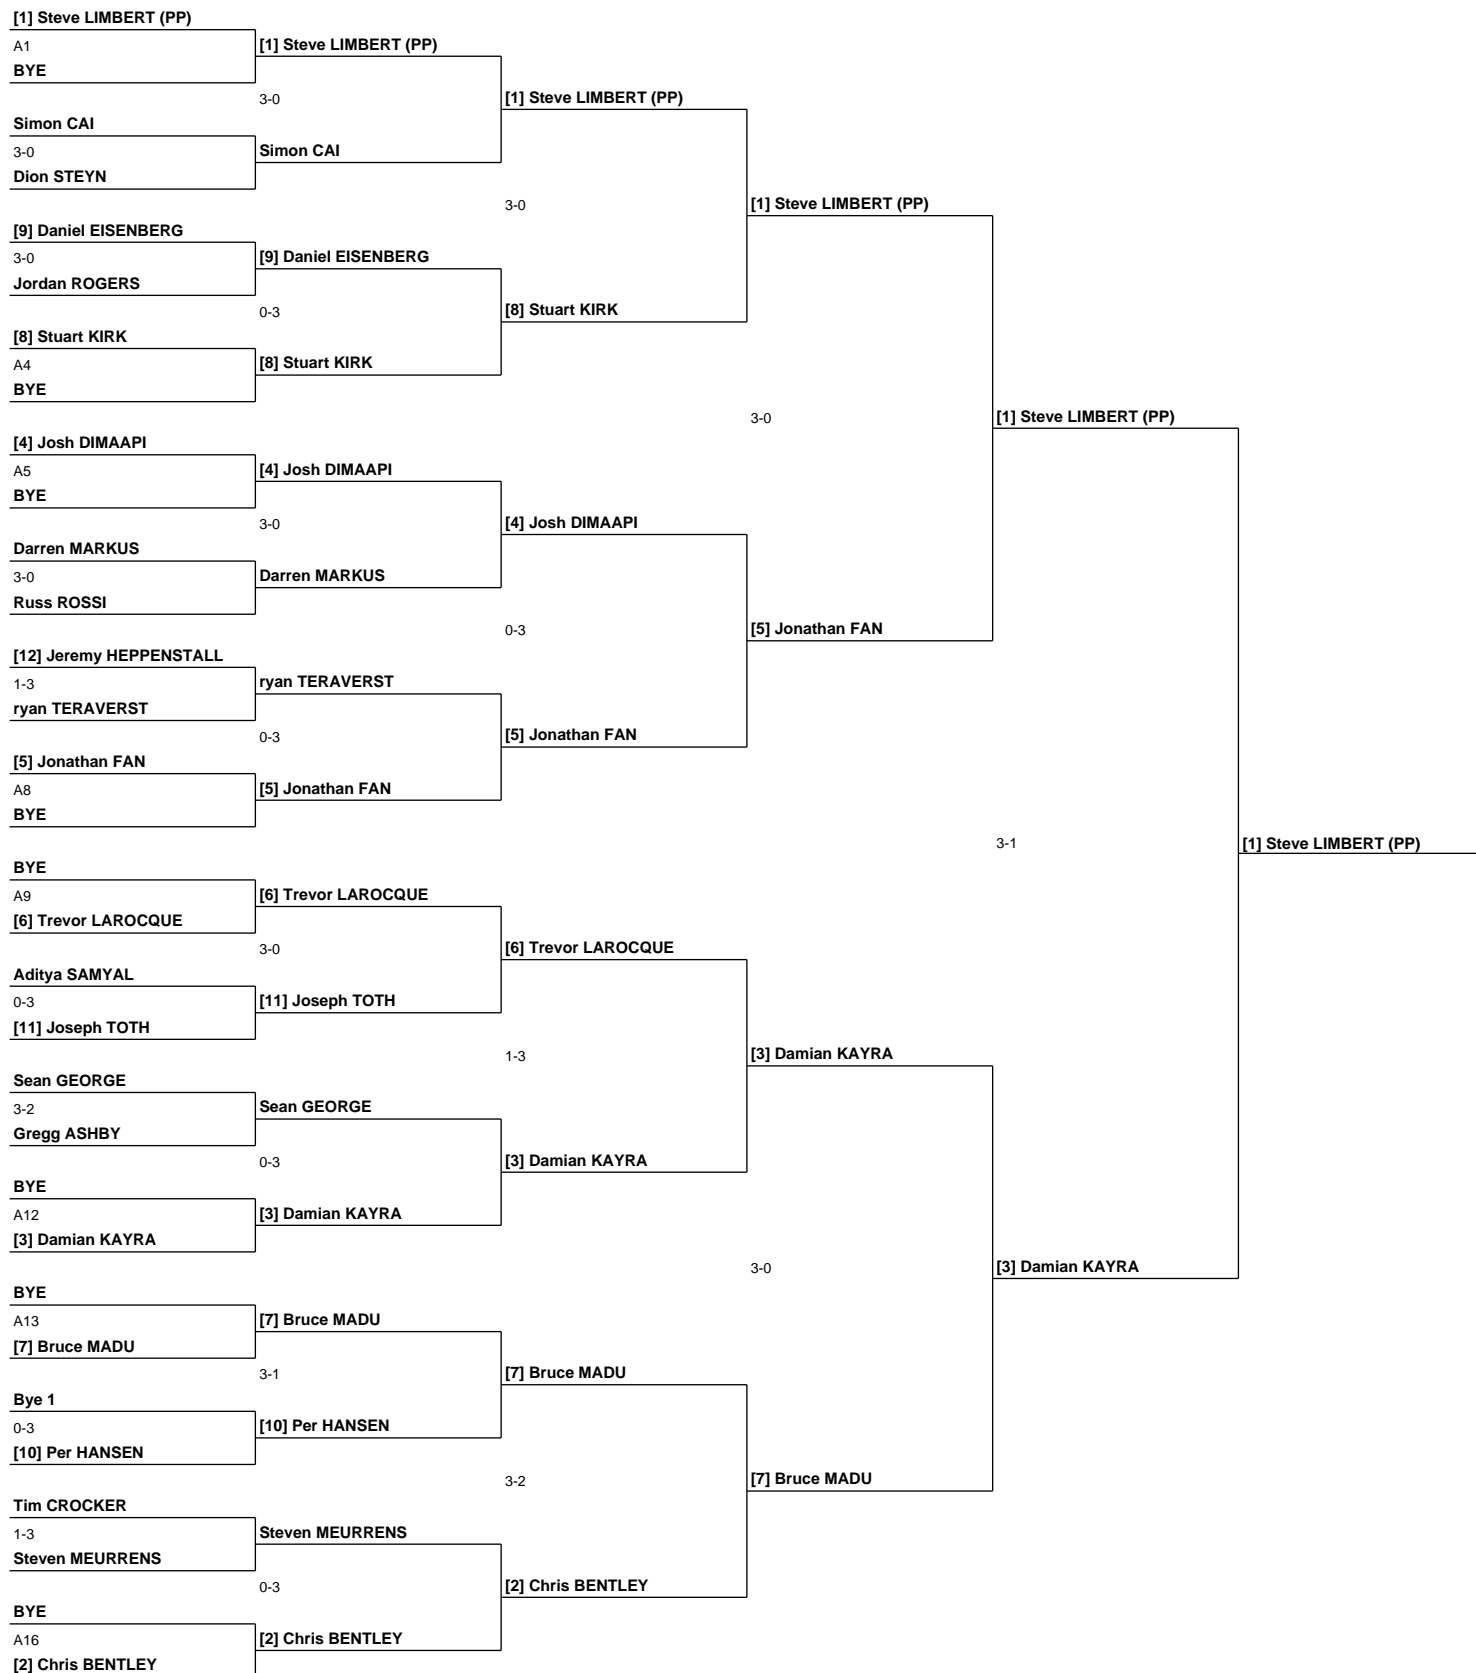 [1] Steve LIMBERT (PP)
A1
BYE
[1] Steve LIMBERT (PP)
3-0
Simon CAI
3-0
Dion STEYN
Simon CAI
[1] Steve LIMBERT (PP)
3-0
[9] Daniel EISENBERG
3-0
Jordan ROGERS
[9] Daniel EISENBERG
0-3
[8] Stuart KIRK
A4
BYE
[8] Stuart KIRK
[8] Stuart KIRK
[1] Steve LIMBERT (PP)
3-0
[4] Josh DIMAAPI
A5
BYE
[4] Josh DIMAAPI
3-0
Darren MARKUS
3-0
Russ ROSSI
Darren MARKUS
[4] Josh DIMAAPI
0-3
[12] Jeremy HEPPENSTALL
1-3
ryan TERAVERST
ryan TERAVERST
0-3
[5] Jonathan FAN
A8
BYE
[5] Jonathan FAN
[5] Jonathan FAN
[5] Jonathan FAN
[1] Steve LIMBERT (PP)
3-1
[1] Steve LIMBERT (PP)
BYE
A9
[6] Trevor LAROCQUE
[6] Trevor LAROCQUE
3-0
Aditya SAMYAL
0-3
[11] Joseph TOTH
[11] Joseph TOTH
[6] Trevor LAROCQUE
1-3
Sean GEORGE
3-2
Gregg ASHBY
Sean GEORGE
0-3
BYE
A12
[3] Damian KAYRA
[3] Damian KAYRA
[3] Damian KAYRA
[3] Damian KAYRA
3-0
[3] Damian KAYRA
BYE
A13
[7] Bruce MADU
[7] Bruce MADU
3-1
Bye 1
0-3
[10] Per HANSEN
[10] Per HANSEN
[7] Bruce MADU
3-2
[7] Bruce MADU
Tim CROCKER
1-3
Steven MEURRENS
Steven MEURRENS
0-3
[2] Chris BENTLEY
BYE
A16
[2] Chris BENTLEY
[2] Chris BENTLEY